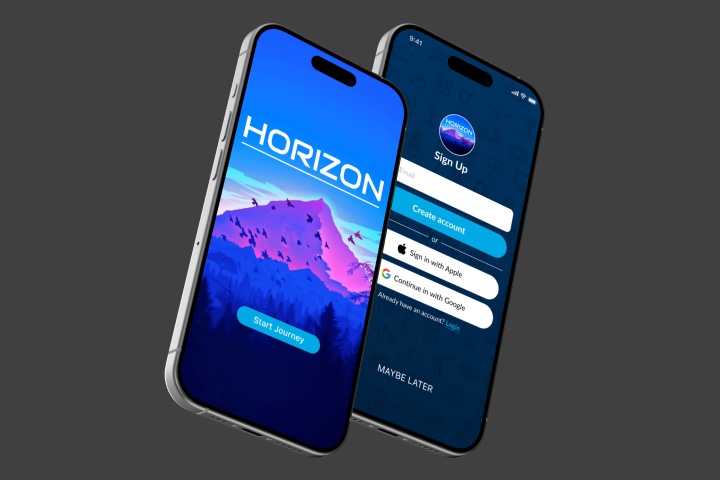 HORIZON
Start Journey
9:41
HORIZON
Sign Up
Email
Create account
or
Sign in with Apple
Continue in with Google
Already have an account? Login
MAYBE LATER